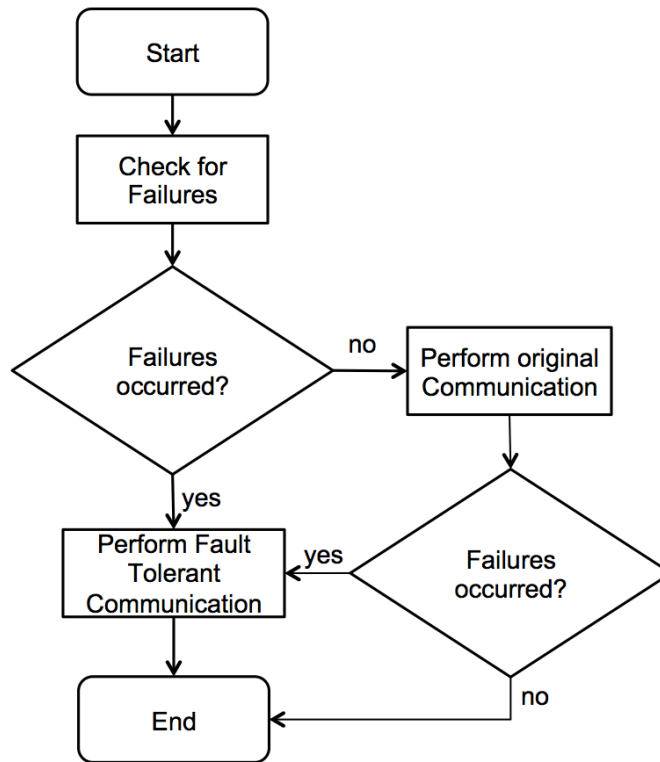 Start
Check for
Failures
Failures
occurred?
no
Perform original
Communication
yes
Perform Fault
Tolerant
Communication
yes
Failures
occurred?
no
End